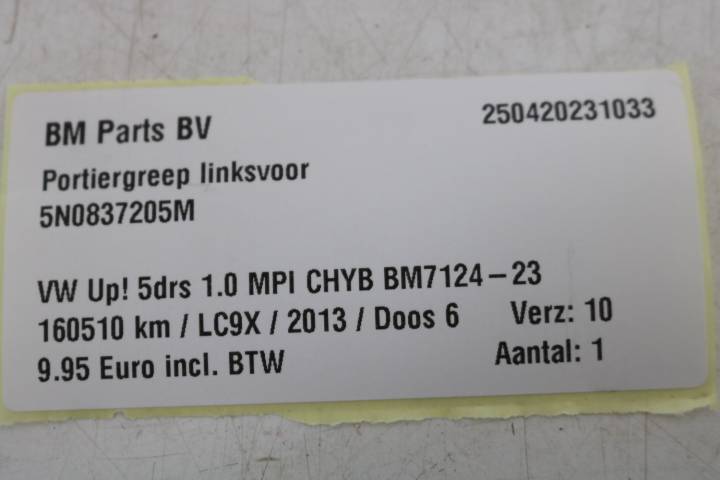 BM Parts BV 250420231033
Portiergreep linksvoor
5N0837205M
VW Up! 5drs 1.0 MPI CHYB BM7124-23
160510 km / LC9X / 2013 / Doos 6 Verz: 10
9.95 Euro incl. BTW Aantal: 1